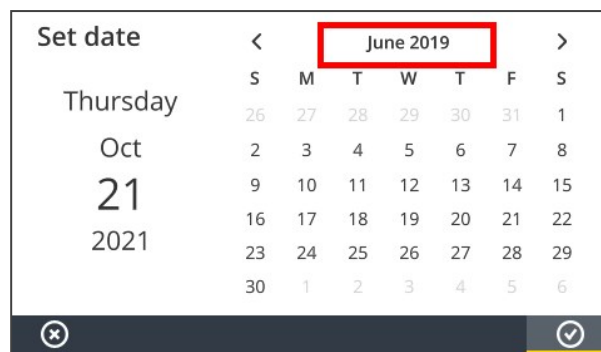 Set date
Thursday
Oct
21
2021
June 2019
S M T W T F S
26 27 28 29 30 31 1
2 3 4 5 6 7 8
9 10 11 12 13 14 15
16 17 18 19 20 21 22
23 24 25 26 27 28 29
30 1 2 3 4 5 6